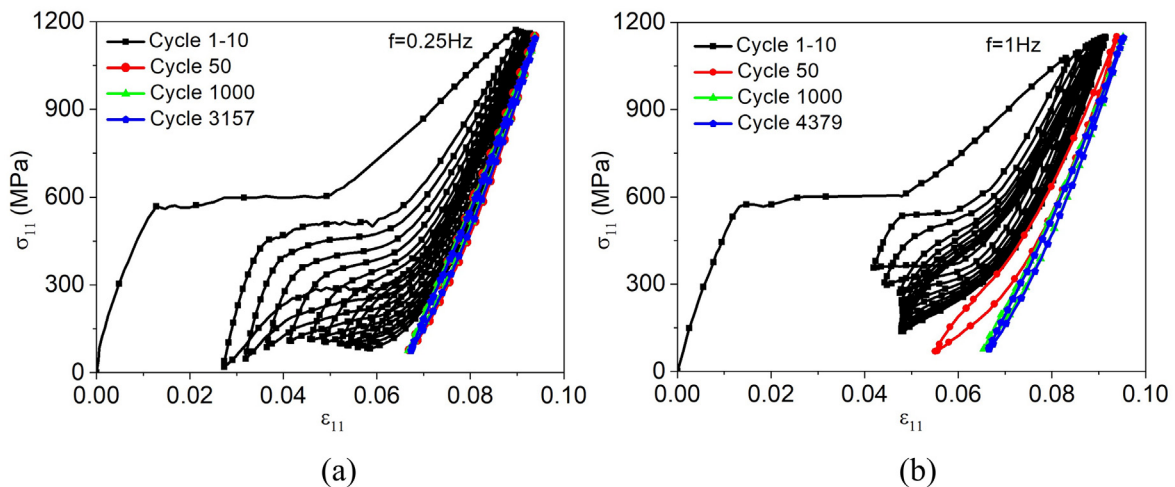 1200
900
600
300
0
σ₁₁ (MPa)
Cycle 1-10
Cycle 50
Cycle 1000
Cycle 3157
f=0.25Hz
0.00 0.02 0.04 0.06 0.08 0.10
ε₁₁
(a)
1200
900
600
300
0
σ₁₁ (MPa)
Cycle 1-10
Cycle 50
Cycle 1000
Cycle 4379
f=1Hz
0.00 0.02 0.04 0.06 0.08 0.10
ε₁₁
(b)